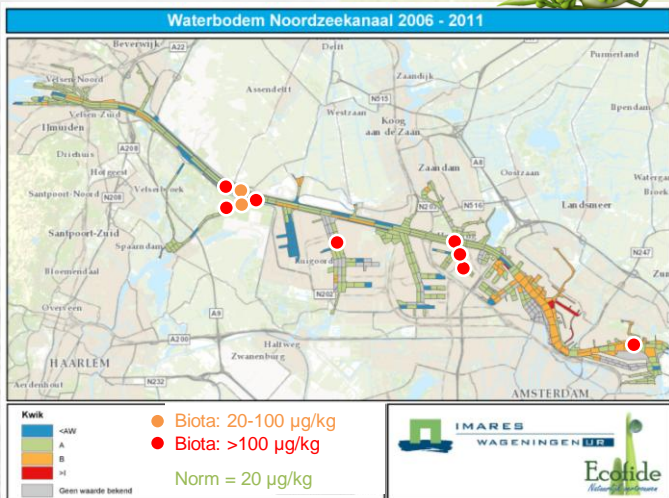 Waterbodem Noordzeekanaal 2006 - 2011
Beverwijk
A22
Delft
Purmerland
Velsen-Noord
Zaandijk
Assendelft
N515
Ilpendam
Westzaan
Koog
aan de Zaan
Velsen-Zuid
IJmuiden
A208
A8
Driehuis
Oostzaan
Hofgeest
Zaandam
Santpoort-Noord
N208
Velserbroek
N203
N516
Landsmeer
Santpoort-Zuid
Spaarndam
N247
Bloemendaal
N202
Overveen
A9
A200
Halfweg
Zwanenburg
HAARLEM
N232
Aerdenhout
AMSTERDAM
Kwik
<AW
A
B
>I
Geen waarde bekend
Biota: 20-100 µg/kg
Biota: >100 µg/kg
Norm = 20 µg/kg
IMARES
WAGENINGEN UR
Ecofide